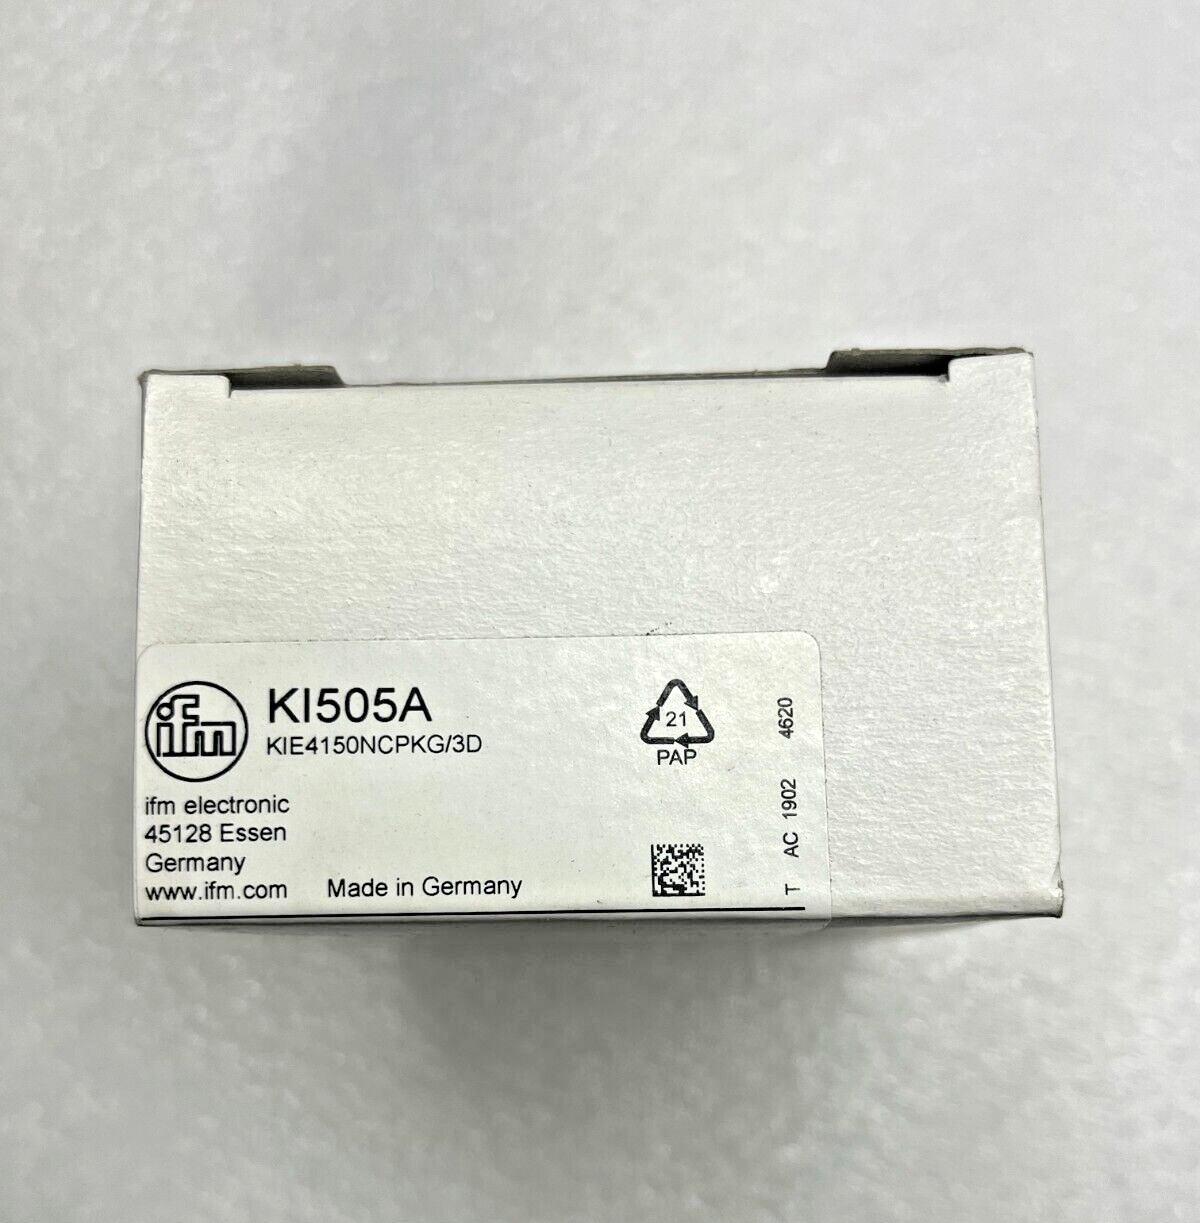 ifm
KI505A
KIE4150NCPKG/3D
ifm electronic
45128 Essen
Germany
www.ifm.com
Made in Germany
21
PAP
T AC 1902 4620